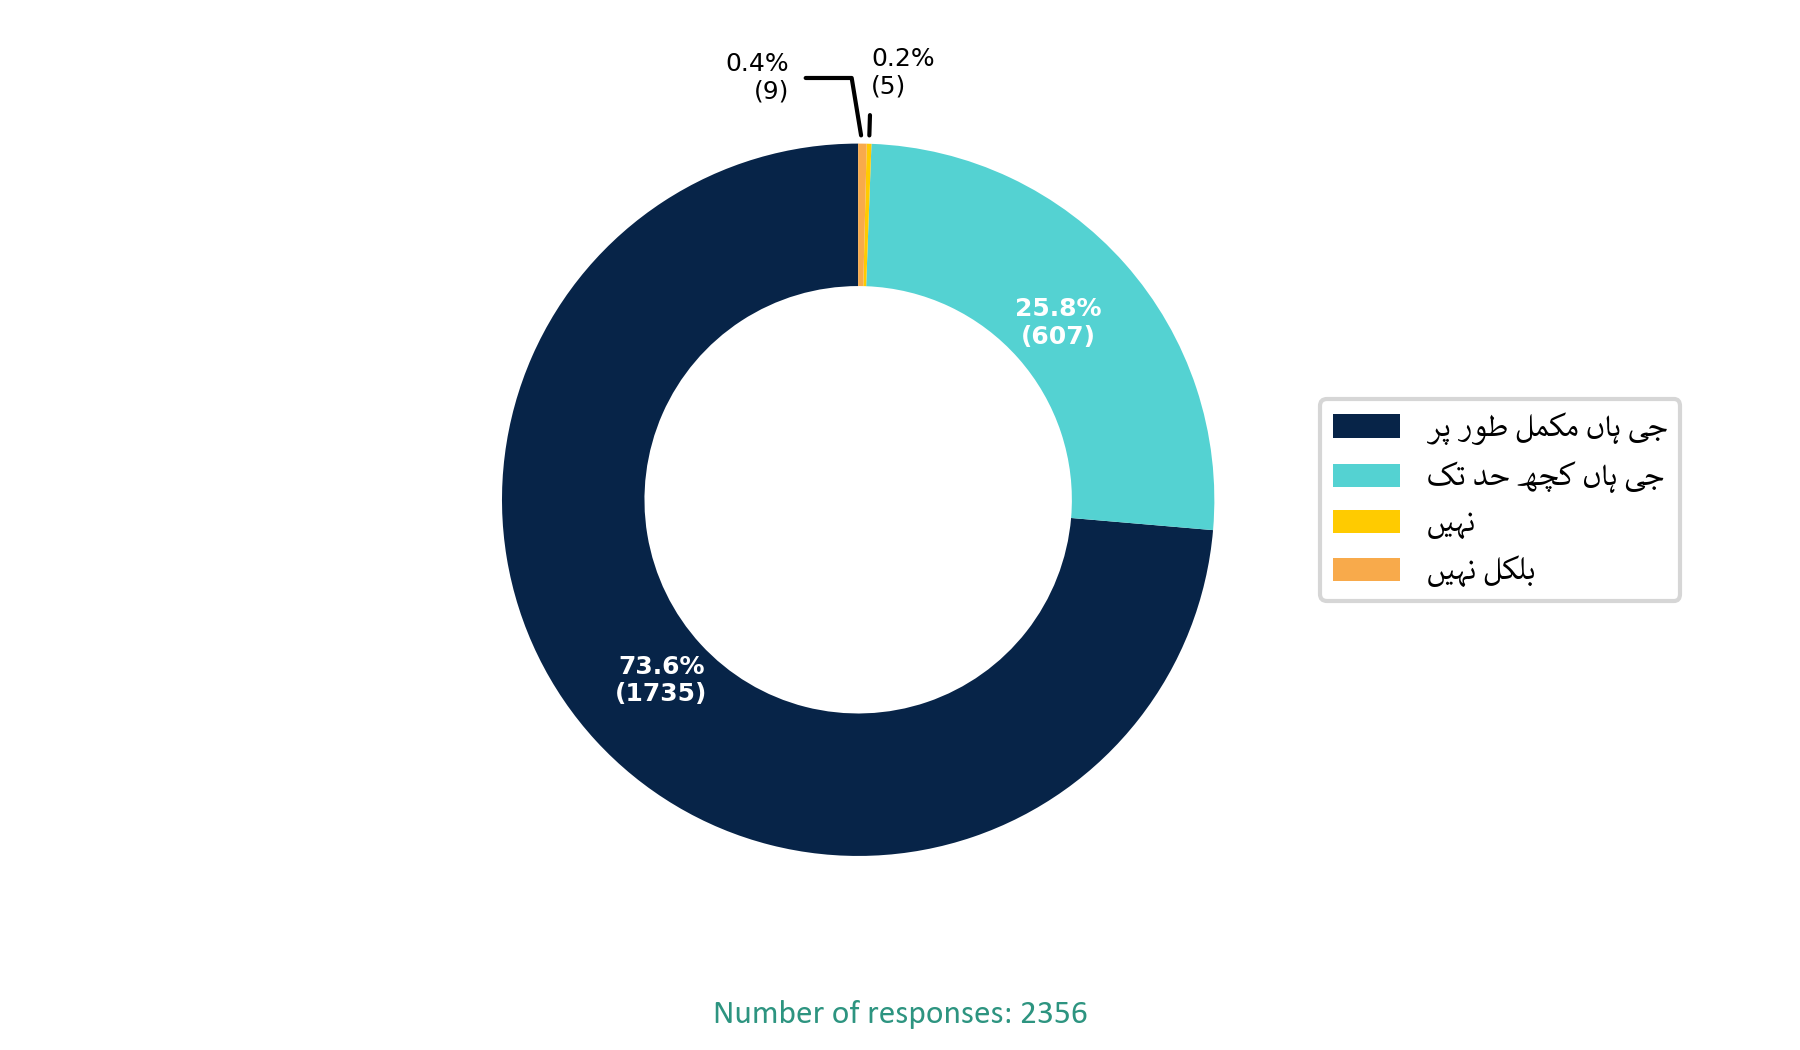 0.4%
(9)
0.2%
(5)
25.8%
(607)
73.6%
(1735)
جی ہاں مکمل طور پر
جی ہاں کچھ حد تک
نہیں
بلکل نہیں
Number of responses: 2356